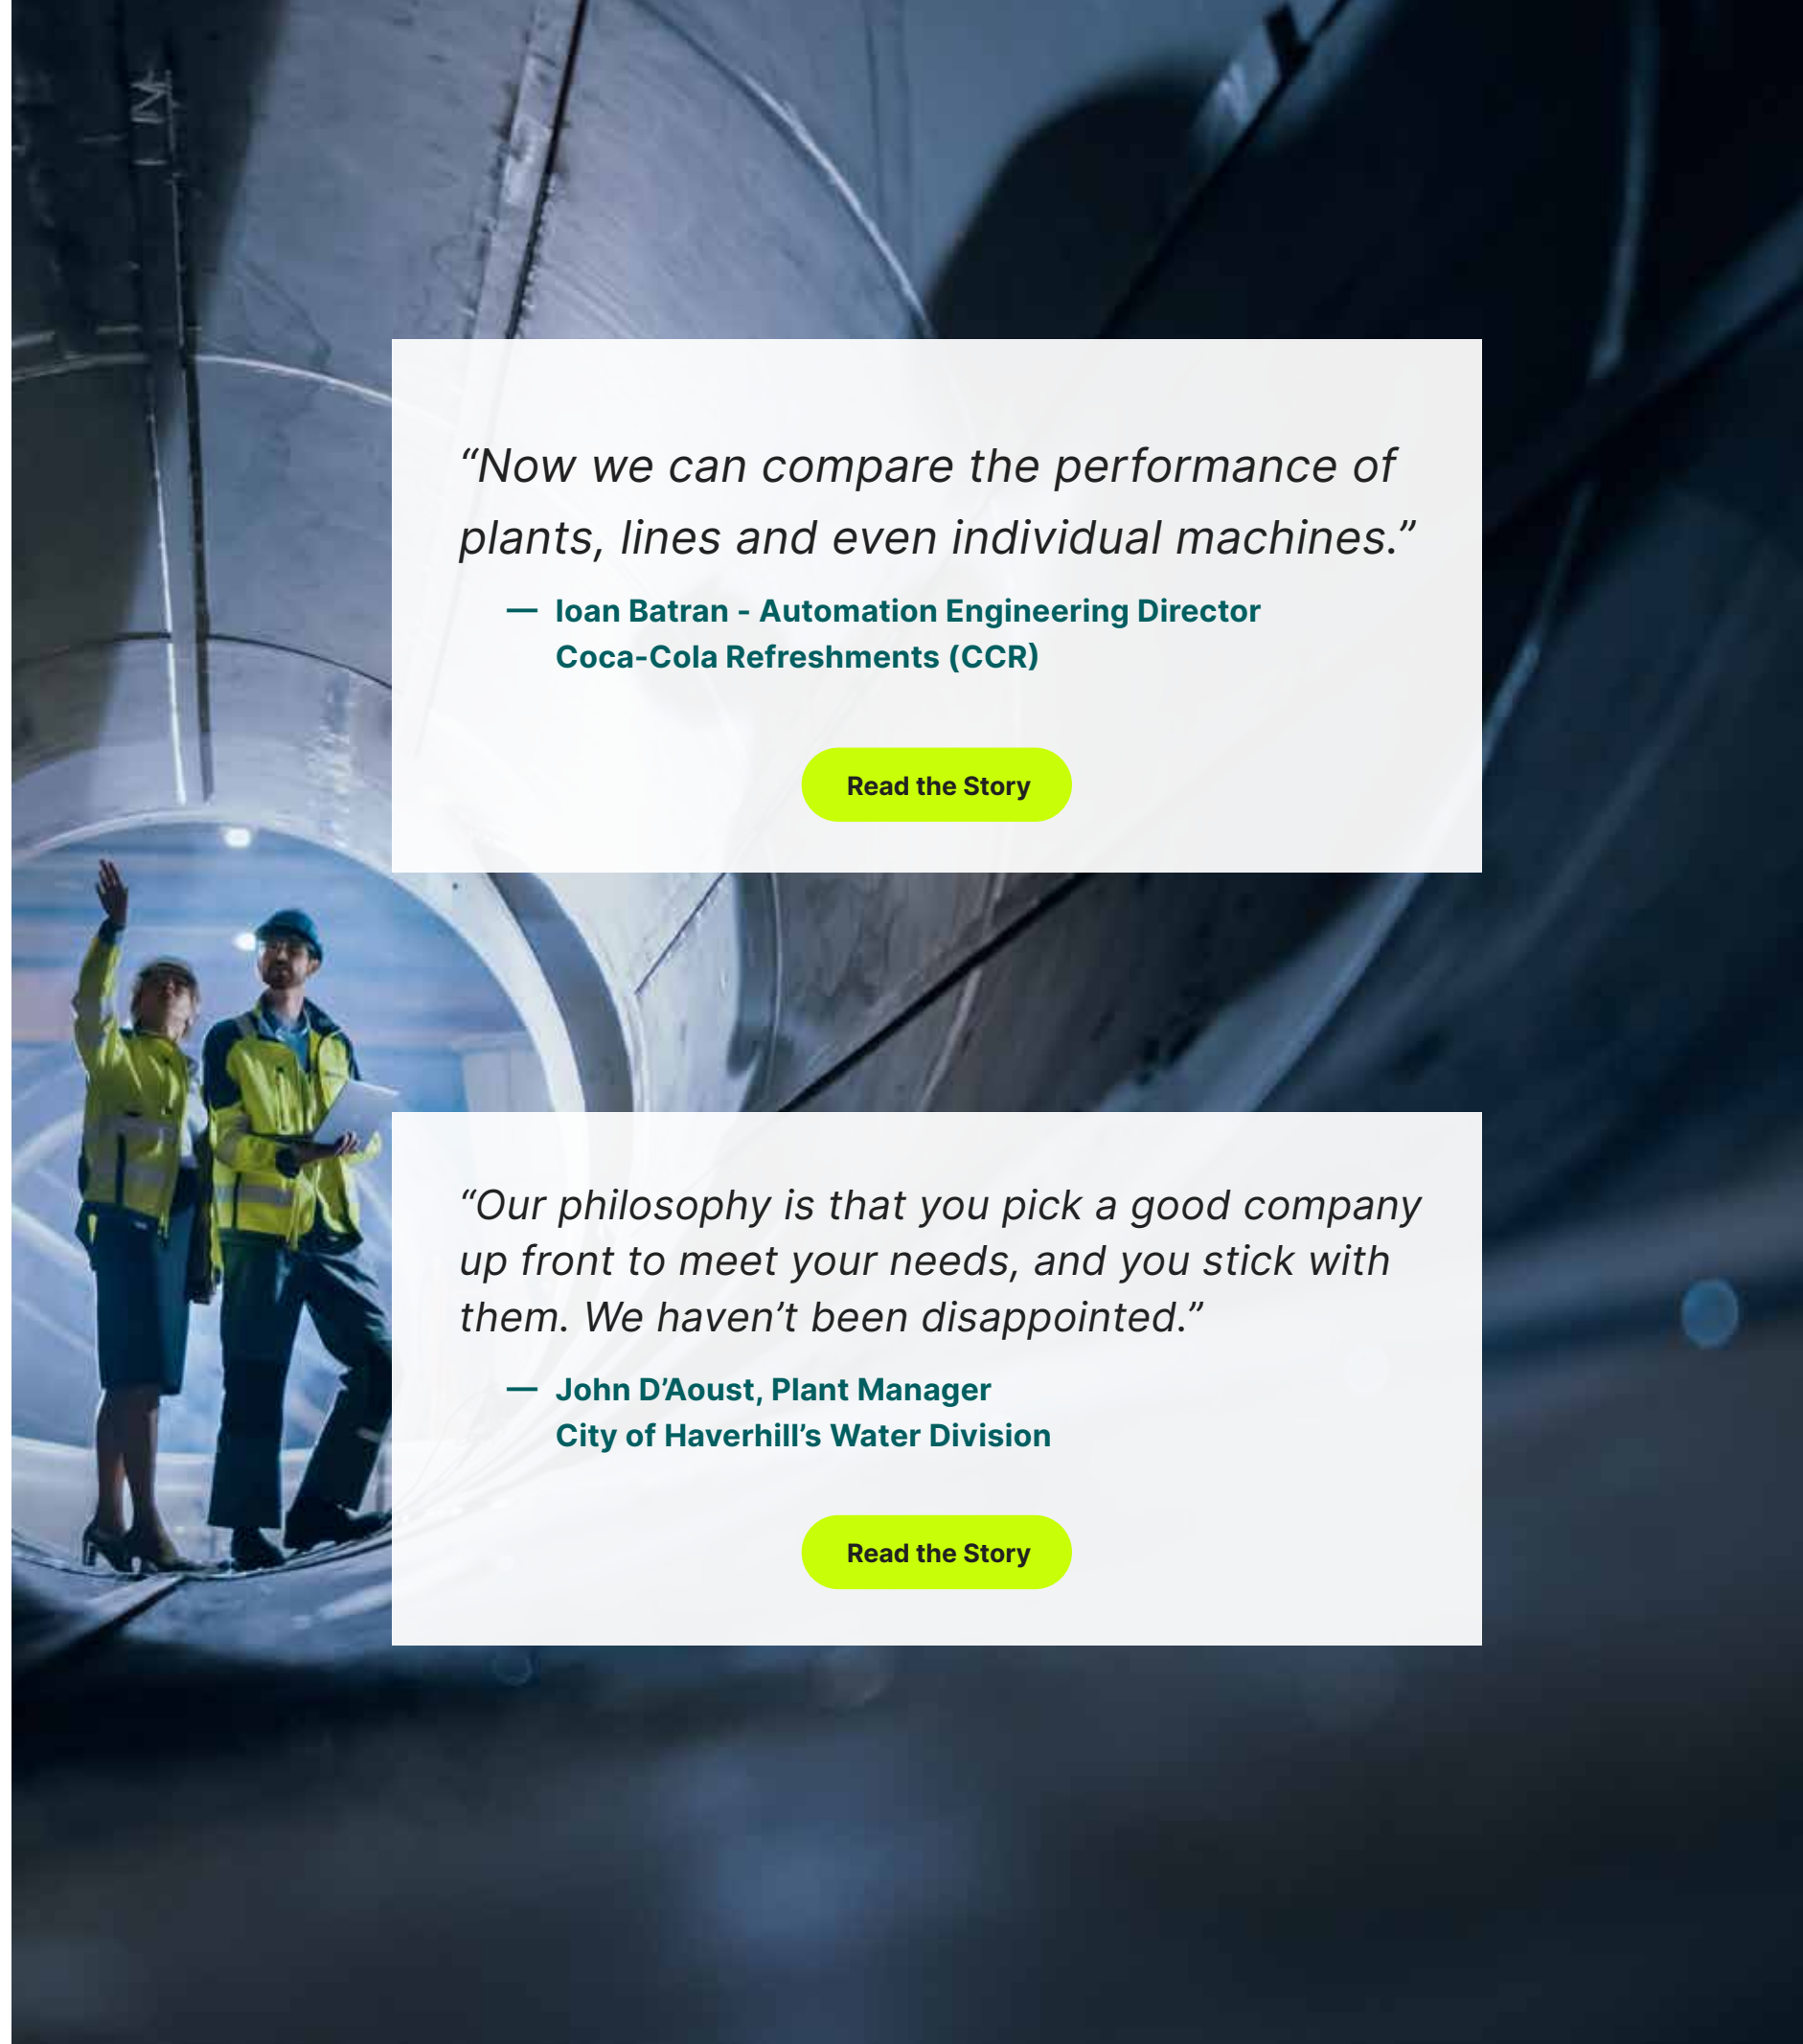 “Now we can compare the performance of
plants, lines and even individual machines.”
— Ioan Batran - Automation Engineering Director
Coca-Cola Refreshments (CCR)
Read the Story
“Our philosophy is that you pick a good company
up front to meet your needs, and you stick with
them. We haven’t been disappointed.”
— John D’Aoust, Plant Manager
City of Haverhill’s Water Division
Read the Story